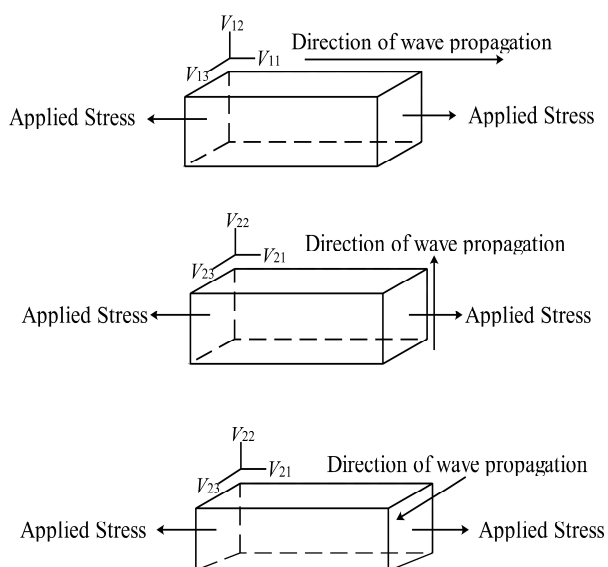 V12
Direction of wave propagation
V11
V13
Applied Stress
Applied Stress
V22
Direction of wave propagation
V21
V23
Applied Stress
Applied Stress
V22
Direction of wave propagation
V21
V23
Applied Stress
Applied Stress